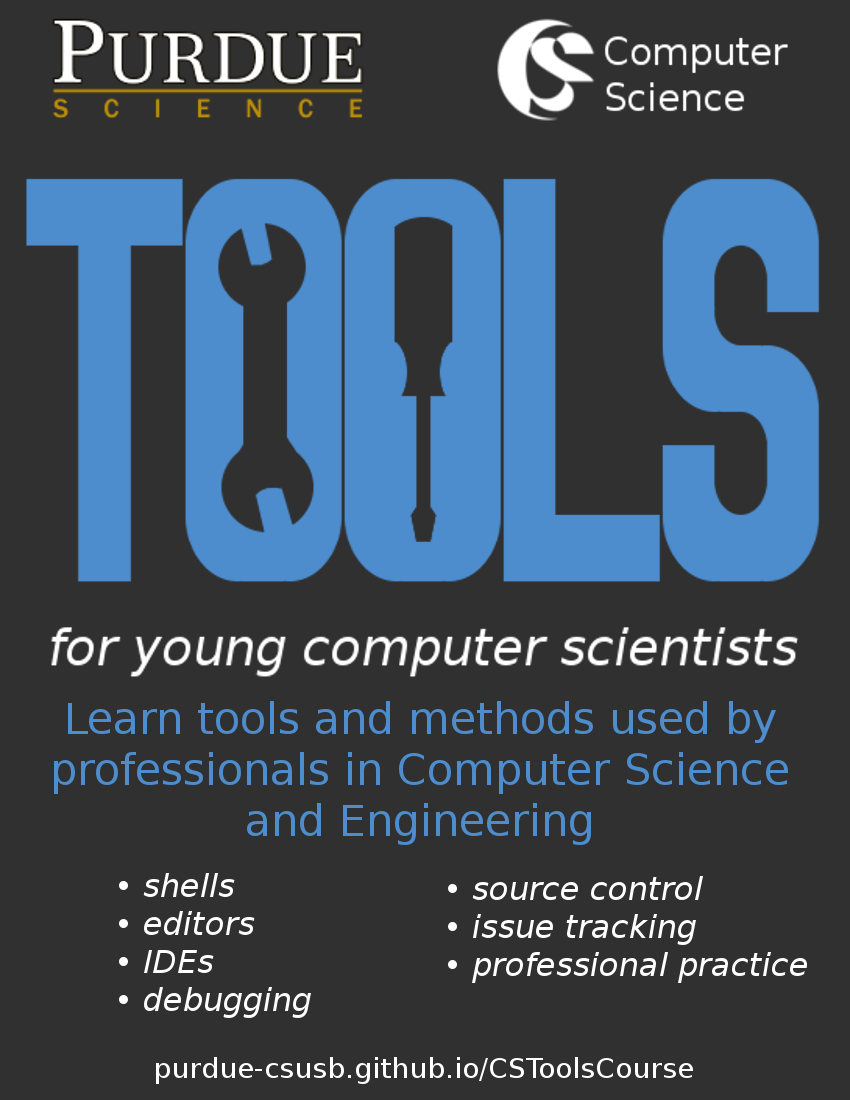 PURDUE
SCIENCE
Computer
Science
TOOLS
for young computer scientists
Learn tools and methods used by
professionals in Computer Science
and Engineering
• shells
• editors
• IDEs
• debugging
• source control
• issue tracking
• professional practice
purdue-csusb.github.io/CSToolsCourse